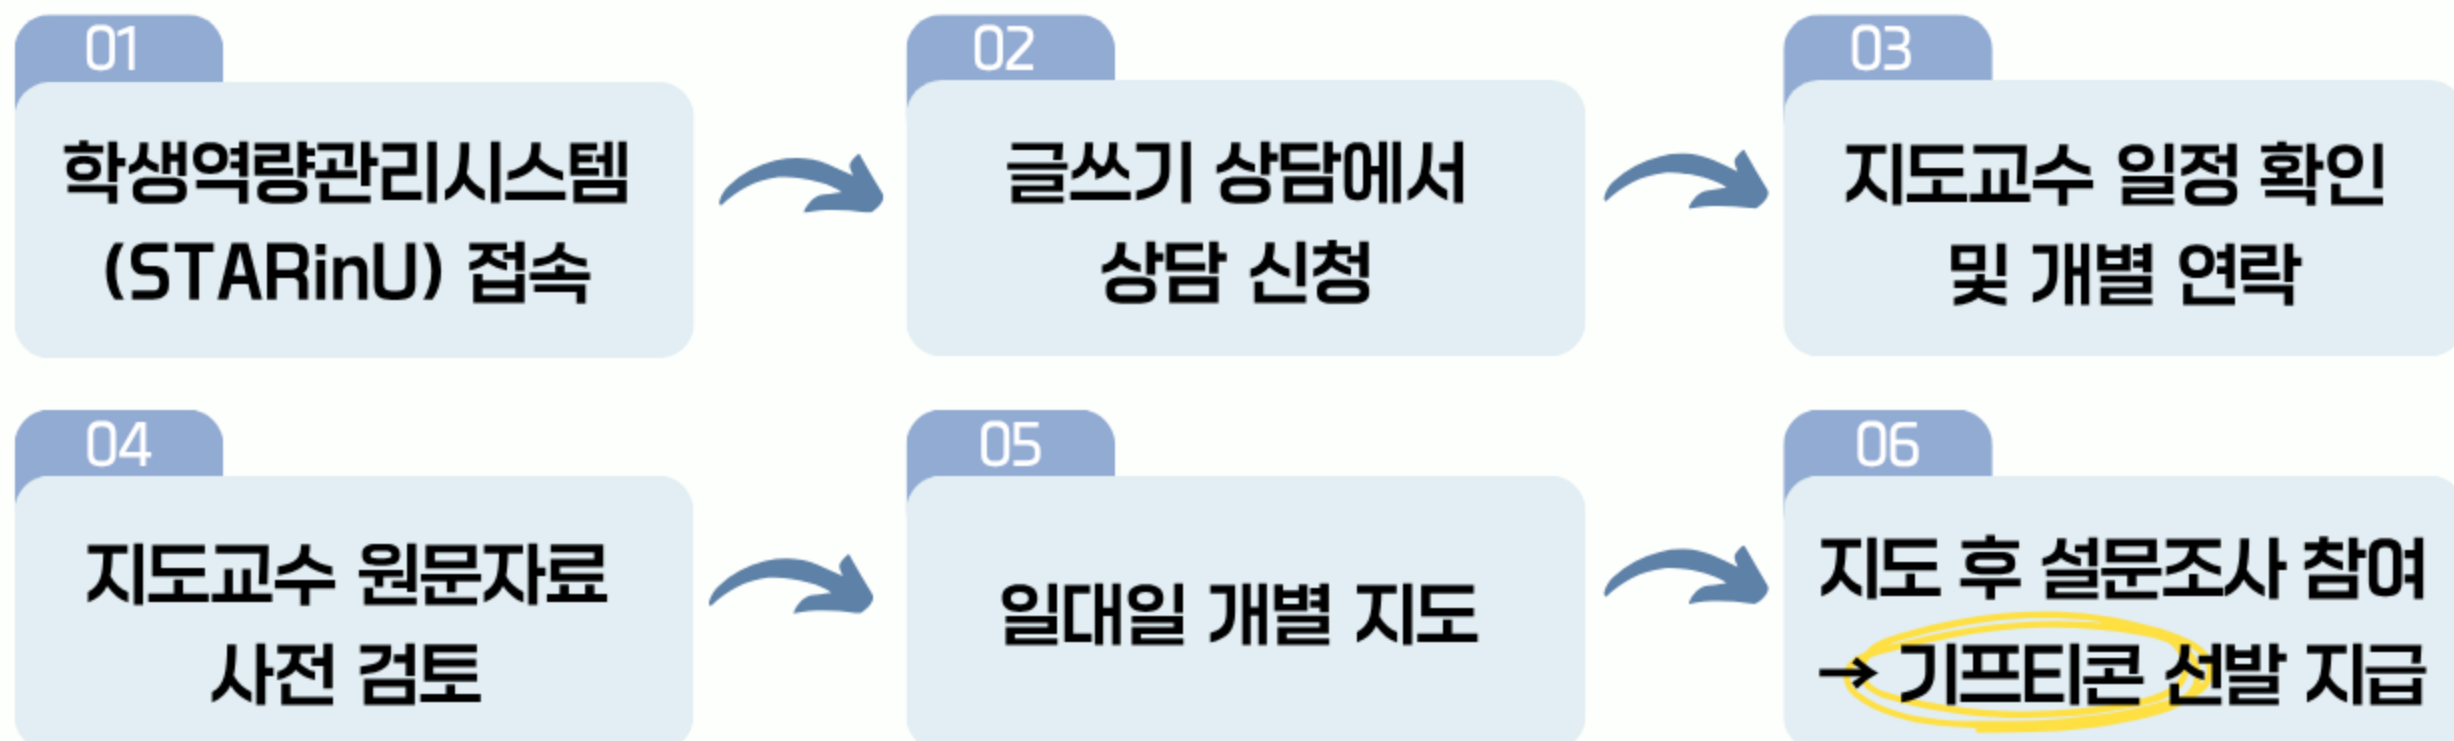 01
학생역량관리시스템
(STARinU) 접속
02
글쓰기 상담에서
상담 신청
03
지도교수 일정 확인
및 개별 연락
04
지도교수 원문자료
사전 검토
05
일대일 개별 지도
06
지도 후 설문조사 참여
→ 기프티콘 선발 지급